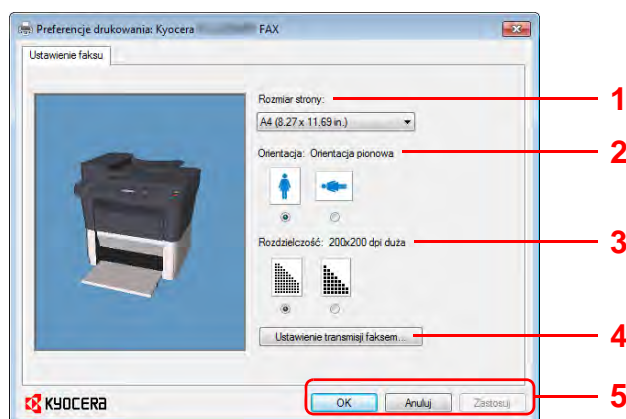 Preferencje drukowania: Kyocera FAX
Ustawienie faksu
Rozmiar strony: 1
A4 (8.27 x 11.69 in.)
Orientacja: Orientacja pionowa 2
Rozdzielczość: 200x200 dpi duża 3
Ustawienie transmisji faksem... 4
KYOCERA OK Anuluj Zastosuj 5